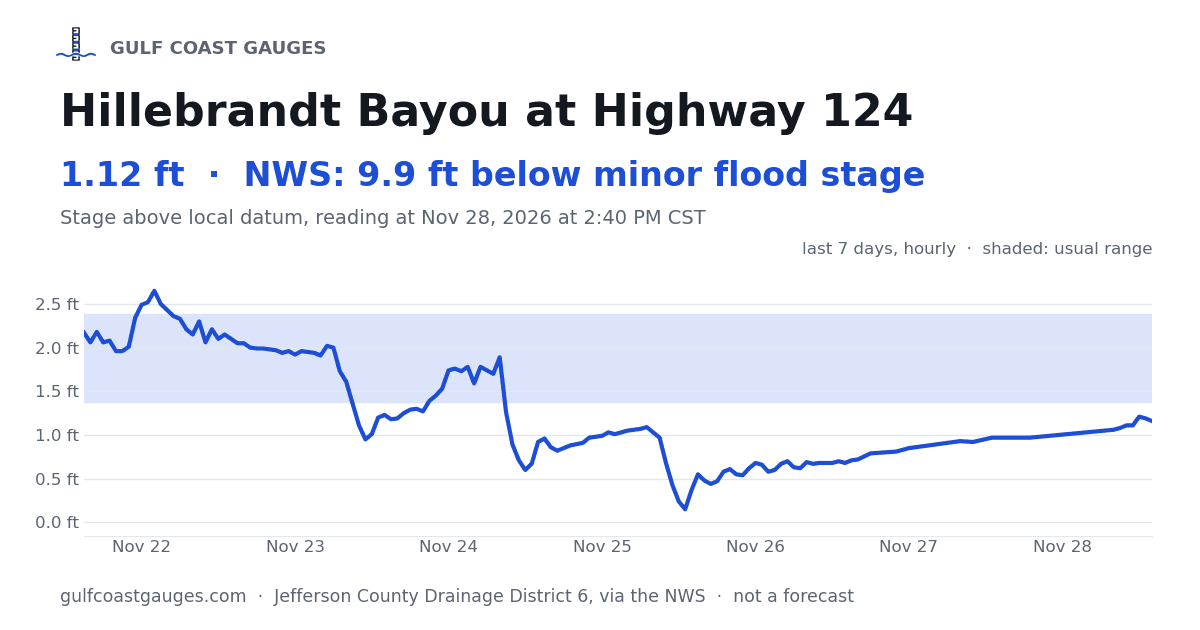 GULF COAST GAUGES
Hillebrandt Bayou at Highway 124
1.12 ft · NWS: 9.9 ft below minor flood stage
Stage above local datum, reading at Nov 28, 2026 at 2:40 PM CST
last 7 days, hourly · shaded: usual range
2.5 ft
2.0 ft
1.5 ft
1.0 ft
0.5 ft
0.0 ft
Nov 22 Nov 23 Nov 24 Nov 25 Nov 26 Nov 27 Nov 28
gulfcoastgauges.com · Jefferson County Drainage District 6, via the NWS · not a forecast